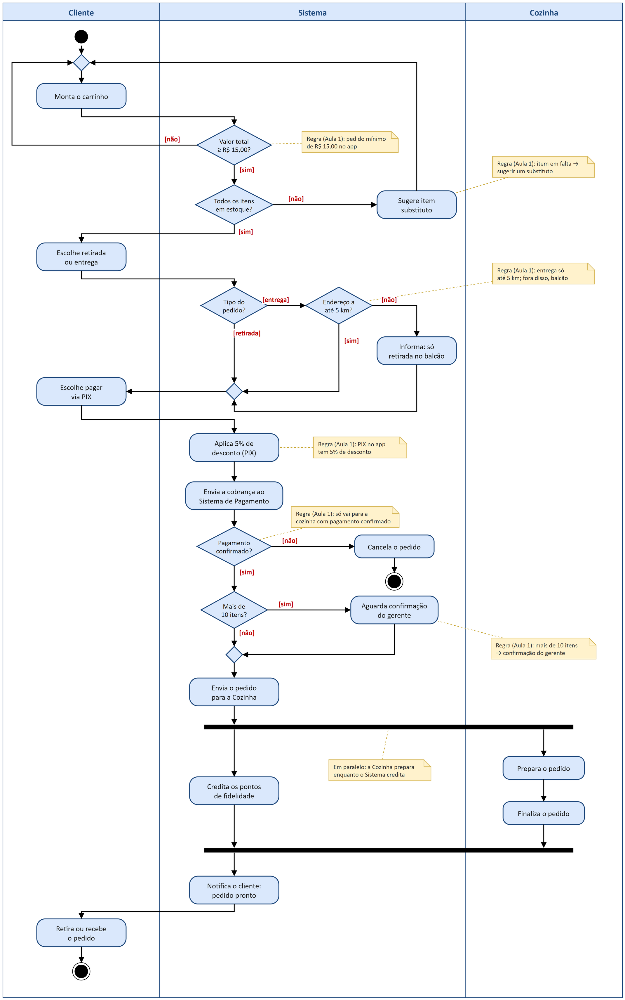 Cliente
Sistema
Cozinha
Monta o carrinho
[não]
Valor total
≥ R$ 15,00?
Regra (Aula 1): pedido mínimo
de R$ 15,00 no app
[sim]
Regra (Aula 1): item em falta →
sugerir um substituto
Todos os itens
em estoque?
[não]
Sugere item
substituto
[sim]
Escolhe retirada
ou entrega
Regra (Aula 1): entrega só
até 5 km; fora disso, balcão
Tipo do
pedido?
[entrega]
Endereço a
até 5 km?
[não]
[retirada]
[sim]
Informa: só
retirada no balcão
Escolhe pagar
via PIX
Aplica 5% de
desconto (PIX)
Regra (Aula 1): PIX no app
tem 5% de desconto
Envia a cobrança ao
Sistema de Pagamento
Regra (Aula 1): só vai para a
cozinha com pagamento confirmado
Pagamento
confirmado?
[não]
Cancela o pedido
[sim]
Mais de
10 itens?
[sim]
Aguarda confirmação
do gerente
[não]
Regra (Aula 1): mais de 10 itens
→ confirmação do gerente
Envia o pedido
para a Cozinha
Em paralelo: a Cozinha prepara
enquanto o Sistema credita
Prepara o pedido
Credita os pontos
de fidelidade
Finaliza o pedido
Notifica o cliente:
pedido pronto
Retira ou recebe
o pedido